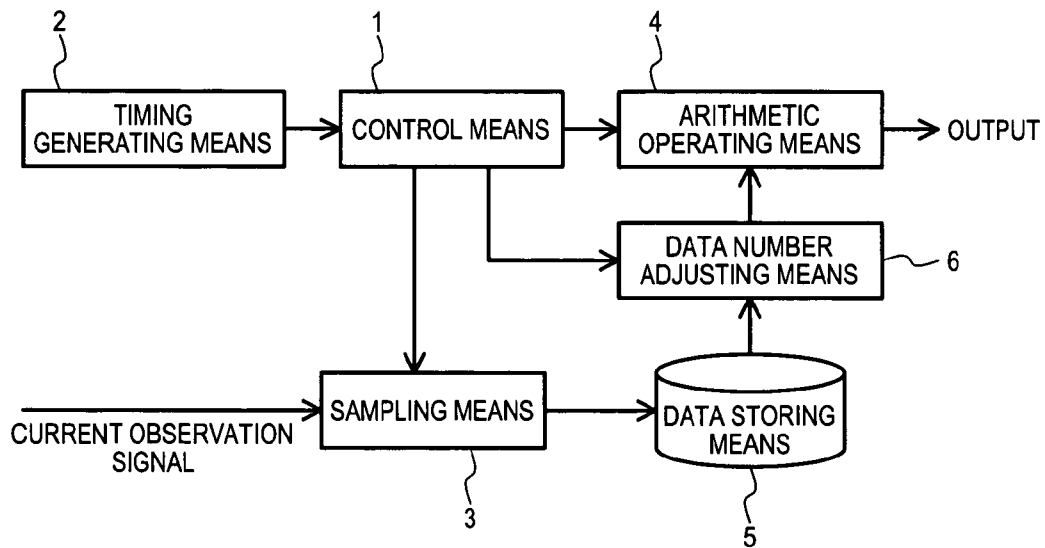 2
1
4
TIMING
GENERATING MEANS
CONTROL MEANS
ARITHMETIC
OPERATING MEANS
OUTPUT
DATA NUMBER
ADJUSTING MEANS
6
CURRENT OBSERVATION
SIGNAL
SAMPLING MEANS
DATA STORING
MEANS
3
5